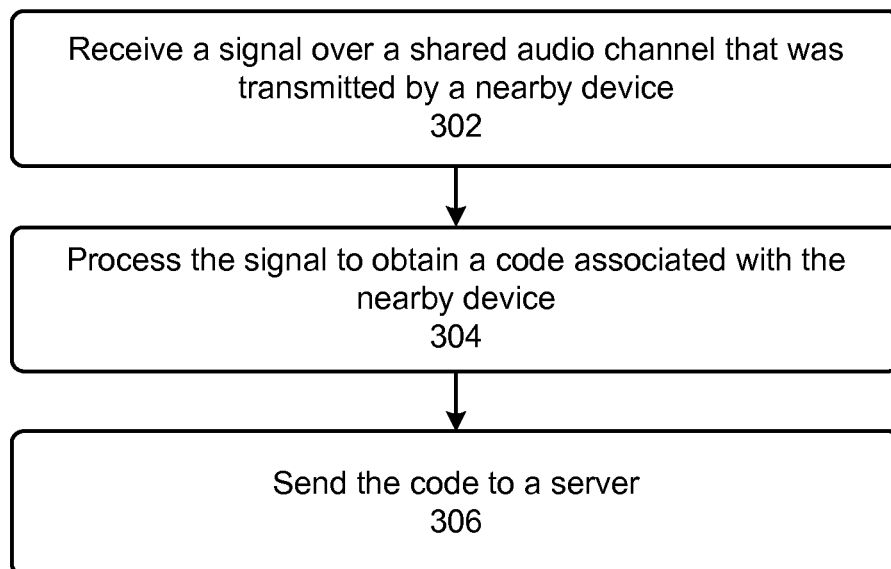 Receive a signal over a shared audio channel that was
transmitted by a nearby device
302
Process the signal to obtain a code associated with the
nearby device
304
Send the code to a server
306